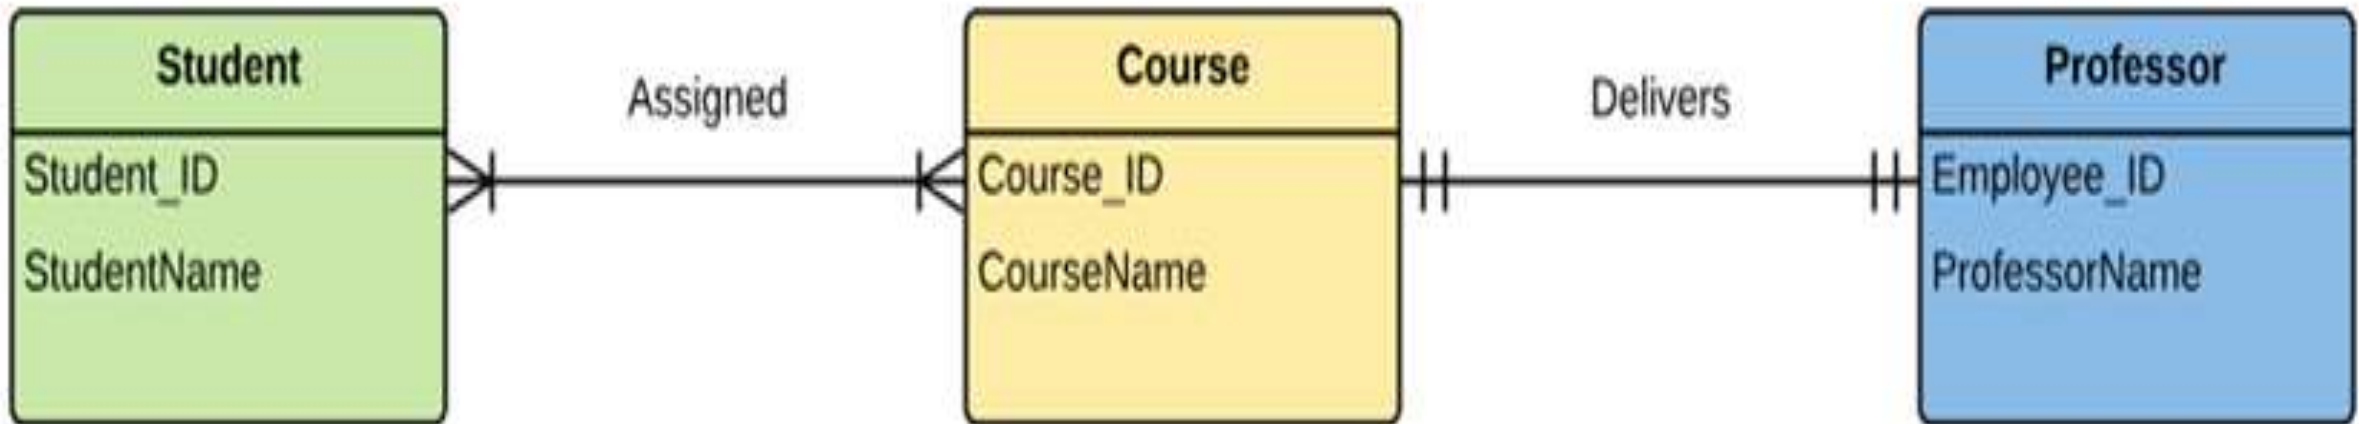 Student
Student_ID
StudentName
Assigned
Course
Course_ID
CourseName
Delivers
Professor
Employee_ID
ProfessorName